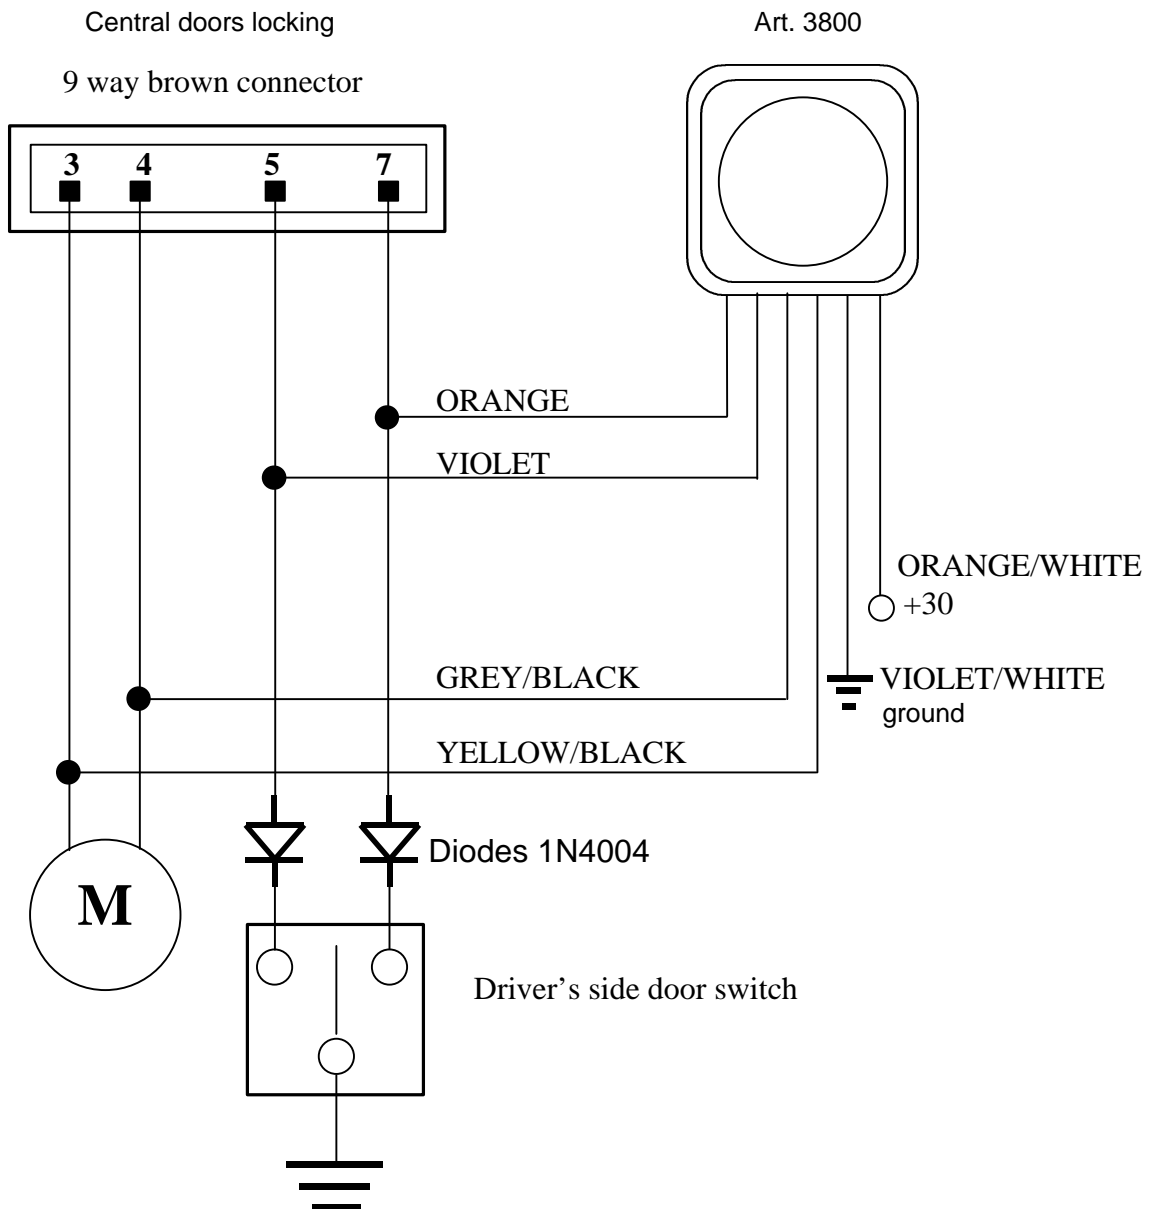 Central doors locking
Art. 3800
9 way brown connector
3 4 5 7
ORANGE
VIOLET
ORANGE/WHITE
+30
GREY/BLACK
VIOLET/WHITE
ground
YELLOW/BLACK
Diodes 1N4004
M
Driver's side door switch